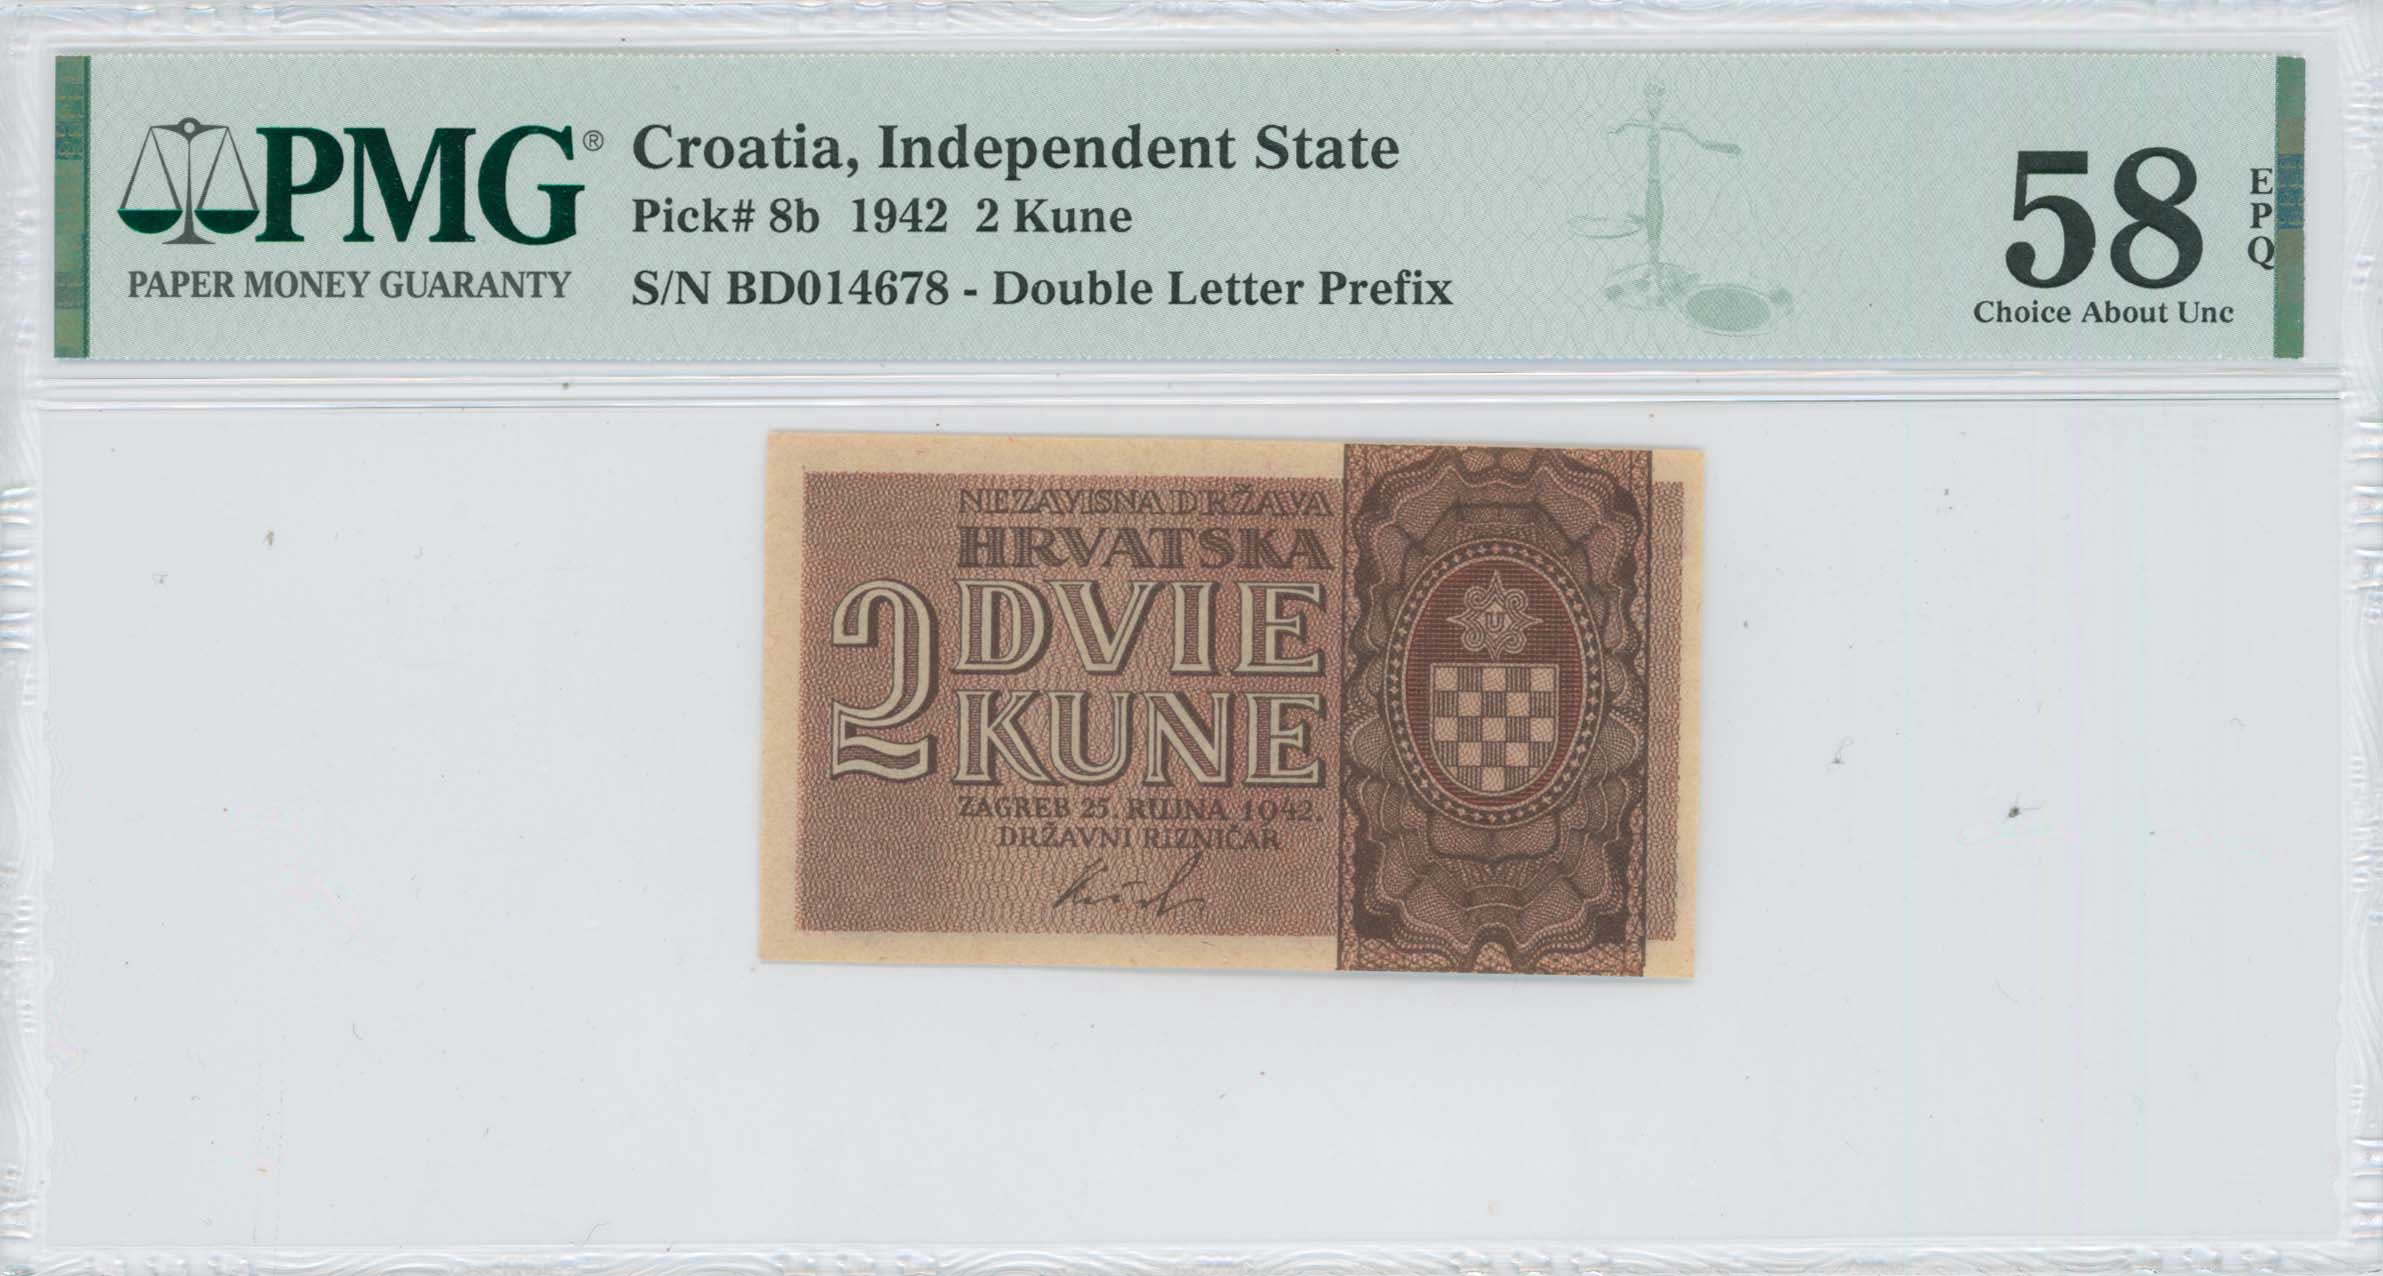 PMG®
PAPER MONEY GUARANTY
Croatia, Independent State
Pick# 8b 1942 2 Kune
S/N BD014678 - Double Letter Prefix
58
EPQ
Choice About Unc
NEZAVISNA DRŽAVA
HRVATSKA
2 DVIE
KUNE
ZAGREB 25. RUJNA 1942.
DRŽAVNI RIZNIČAR
U